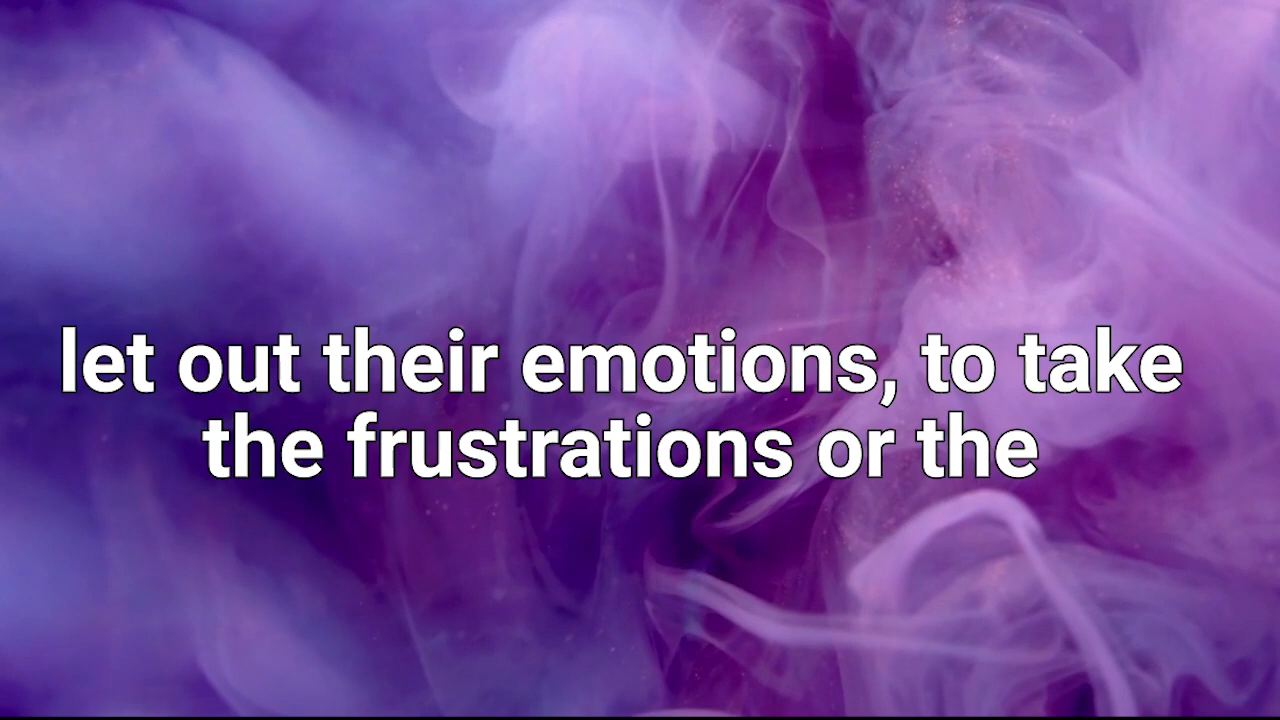 let out their emotions, to take
the frustrations or the